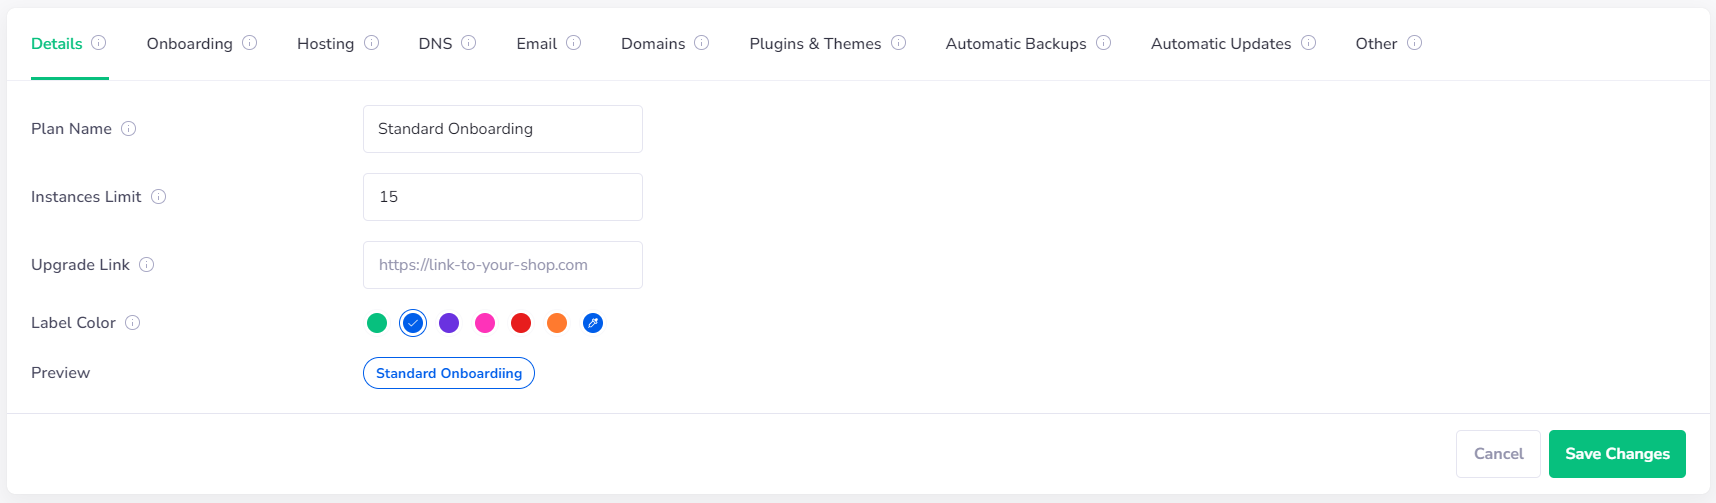 Details Onboarding Hosting DNS Email Domains Plugins & Themes Automatic Backups Automatic Updates Other
Plan Name Standard Onboarding
Instances Limit 15
Upgrade Link https://link-to-your-shop.com
Label Color
Preview Standard Onboardiing
Cancel Save Changes